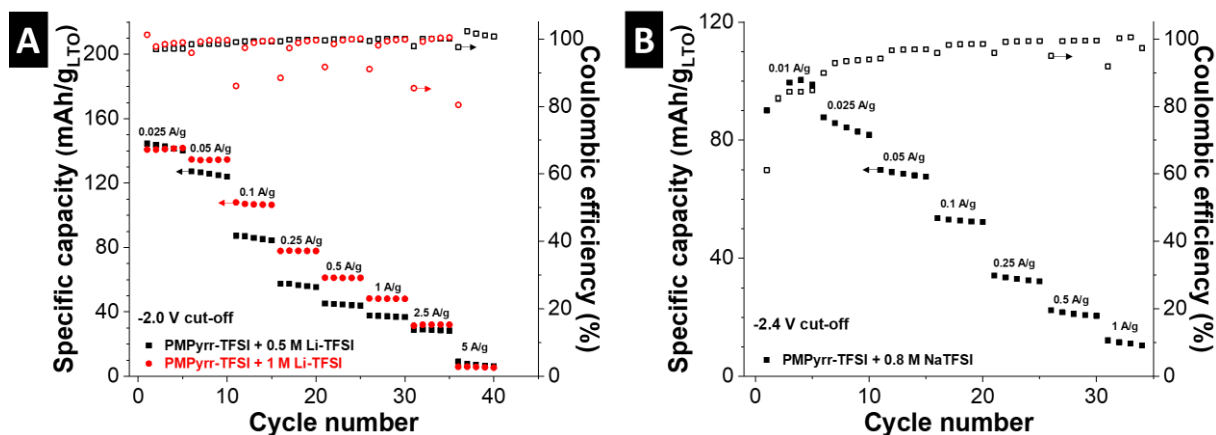 A
Specific capacity (mAh/gLTO)
200
160
120
80
40
0
0.025 A/g
0.05 A/g
0.1 A/g
0.25 A/g
0.5 A/g
1 A/g
2.5 A/g
5 A/g
-2.0 V cut-off
PMPyrr-TFSI + 0.5 M Li-TFSI
PMPyrr-TFSI + 1 M Li-TFSI
0 10 20 30 40
Cycle number
100
80
60
40
20
0
Coulombic efficiency (%)
B
Specific capacity (mAh/gLTO)
120
80
40
0
0.01 A/g
0.025 A/g
0.05 A/g
0.1 A/g
0.25 A/g
0.5 A/g
1 A/g
-2.4 V cut-off
PMPyrr-TFSI + 0.8 M NaTFSI
0 10 20 30
Cycle number
100
80
60
40
20
0
Coulombic efficiency (%)